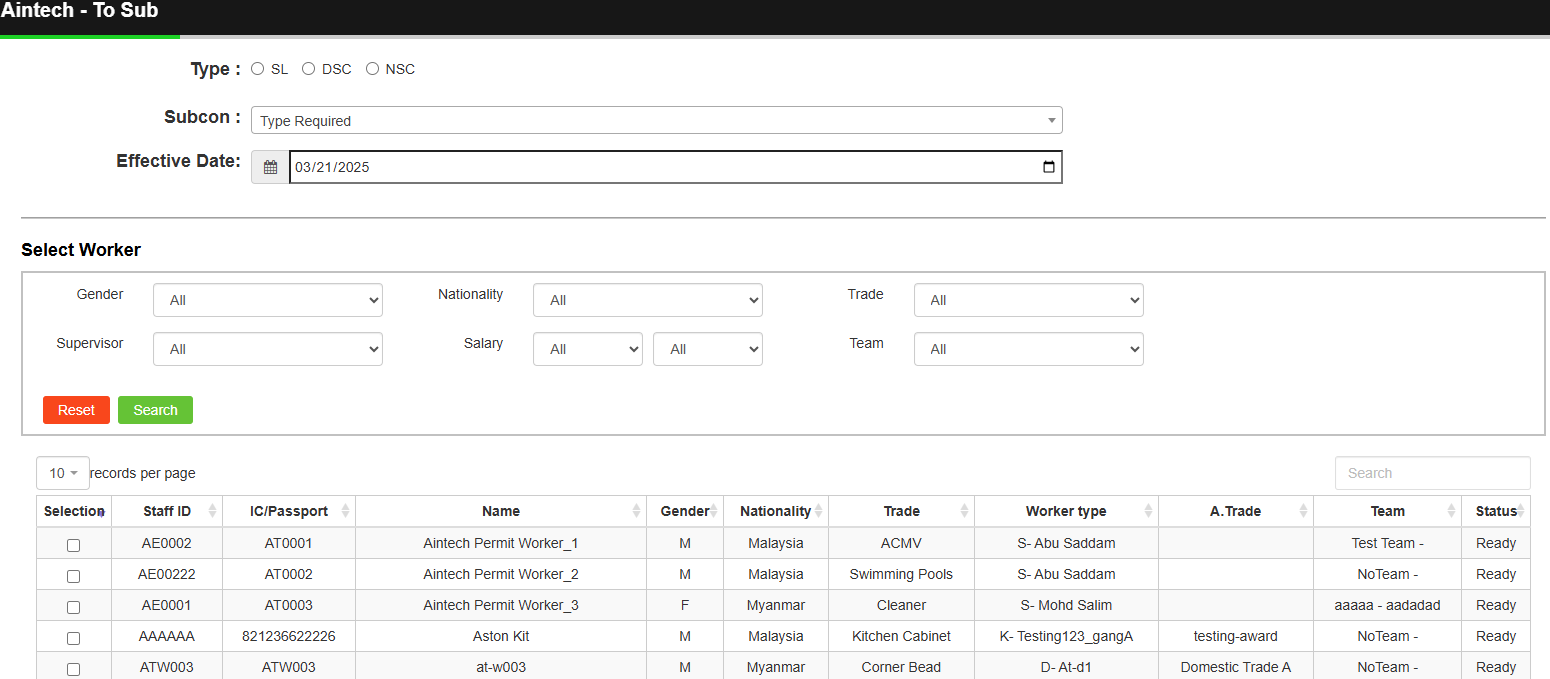 Aintech - To Sub
Type : SL DSC NSC
Subcon : Type Required
Effective Date: 03/21/2025
Select Worker
Gender All Nationality All Trade All
Supervisor All Salary All All Team All
Reset Search
10 records per page Search
Selection Staff ID IC/Passport Name Gender Nationality Trade Worker type A.Trade Team Status
AE0002 AT0001 Aintech Permit Worker_1 M Malaysia ACMV S- Abu Saddam Test Team - Ready
AE00222 AT0002 Aintech Permit Worker_2 M Malaysia Swimming Pools S- Abu Saddam NoTeam - Ready
AE0001 AT0003 Aintech Permit Worker_3 F Myanmar Cleaner S- Mohd Salim aaaaa - aadadad Ready
AAAAAA 821236622226 Aston Kit M Malaysia Kitchen Cabinet K- Testing123_gangA testing-award NoTeam - Ready
ATW003 ATW003 at-w003 M Myanmar Corner Bead D- At-d1 Domestic Trade A NoTeam - Ready